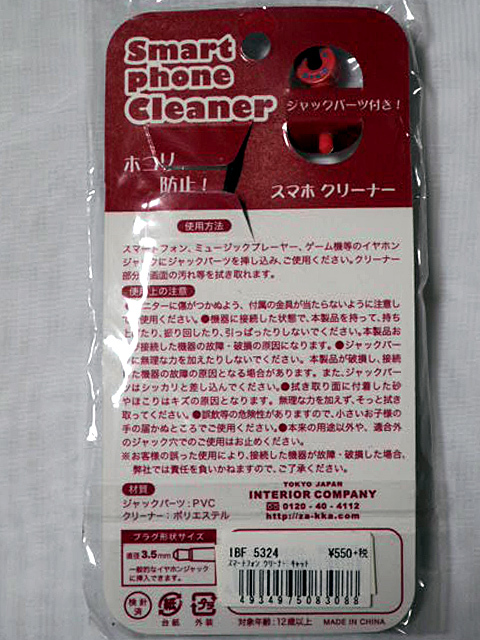 Smart
phone
Cleaner
ジャックパーツ付き!
ホコリ
防止!
スマホ クリーナー
使用方法
スマートフォン、ミュージックプレーヤー、ゲーム機等のイヤホン
ジャックにジャックパーツを挿し込み、ご使用ください。クリーナー
部分で画面の汚れ等を拭き取れます。
使用上の注意
モニターに傷がつかぬよう、付属の金具が当たらないように注意し
てご使用ください。●機器に接続した状態で、本製品を持って、持ち
上げたり、振り回したり、引っぱったりしないでください。本製品お
よび接続した機器の故障・破損の原因になります。●ジャックパー
ツに無理な力を加えたりしないでください。本製品が破損し、接続
した機器の故障の原因となる場合があります。また、ジャックパー
ツはシッカリと差し込んでください。●拭き取り面に付着した砂
やほこりはキズの原因となります。無理な力を加えず、そっと拭き
取ってください。●誤飲等の危険性がありますので、小さいお子様の
手の届かぬところでご使用ください。●本来の用途以外や、適合外
のジャック穴でのご使用はお止めください。
※お客様の誤った使用により、接続した機器が故障・破損した場合、
弊社では責任を負いかねますので、ご了承ください。
材質
ジャックパーツ:PVC
クリーナー:ポリエステル
TOKYO JAPAN
INTERIOR COMPANY
0120-40-4112
http://za-kka.com
プラグ形状サイズ
直径3.5mm
一般的なイヤホンジャック
に挿入できます。
IBF 5324
¥550+税
スマートフォン クリーナー キャット
4934975083088
検針済
紙
台紙
プラ
外装
対象年齢:12歳以上
MADE IN CHINA